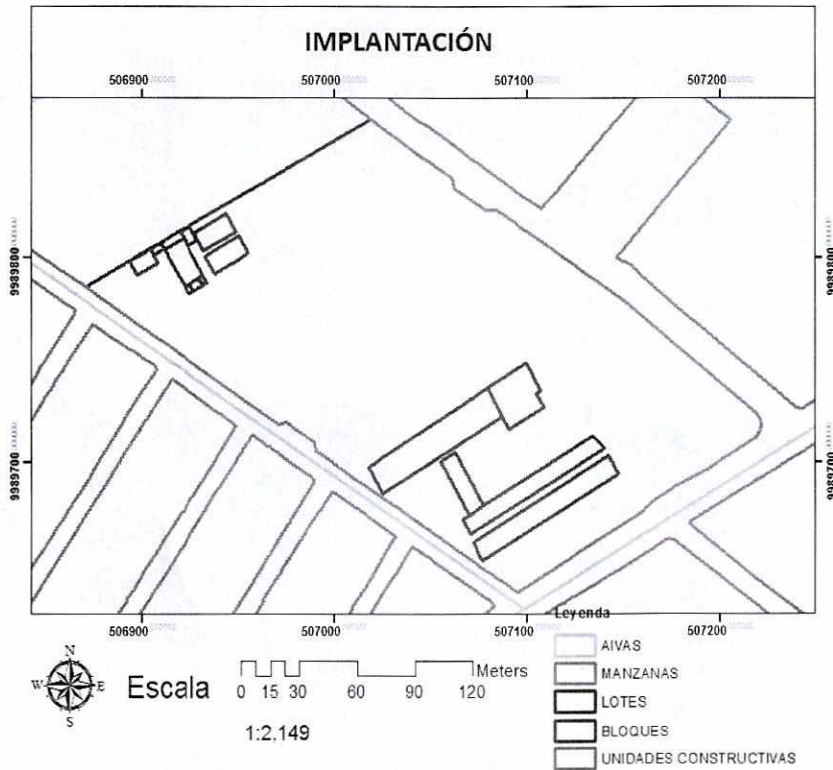 IMPLANTACIÓN
506900 507000 507100 507200
9989800 9989800
9989700 9989700
506900 507000 507100 507200
Leyenda
AIVAS
MANZANAS
LOTES
BLOQUES
UNIDADES CONSTRUCTIVAS
N
W E
S
Escala
Meters
0 15 30 60 90 120
1:2.149